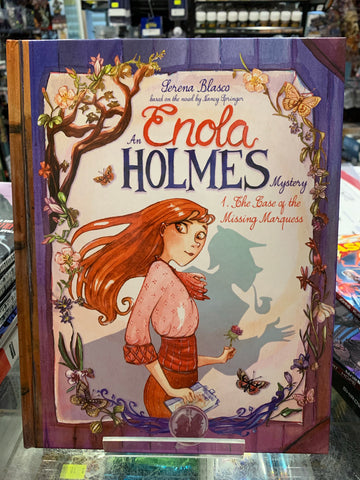 Serena Blasco
based on the novel by Nancy Springer
An Enola
HOLMES
Mystery
1. The Case of the
Missing Marquess